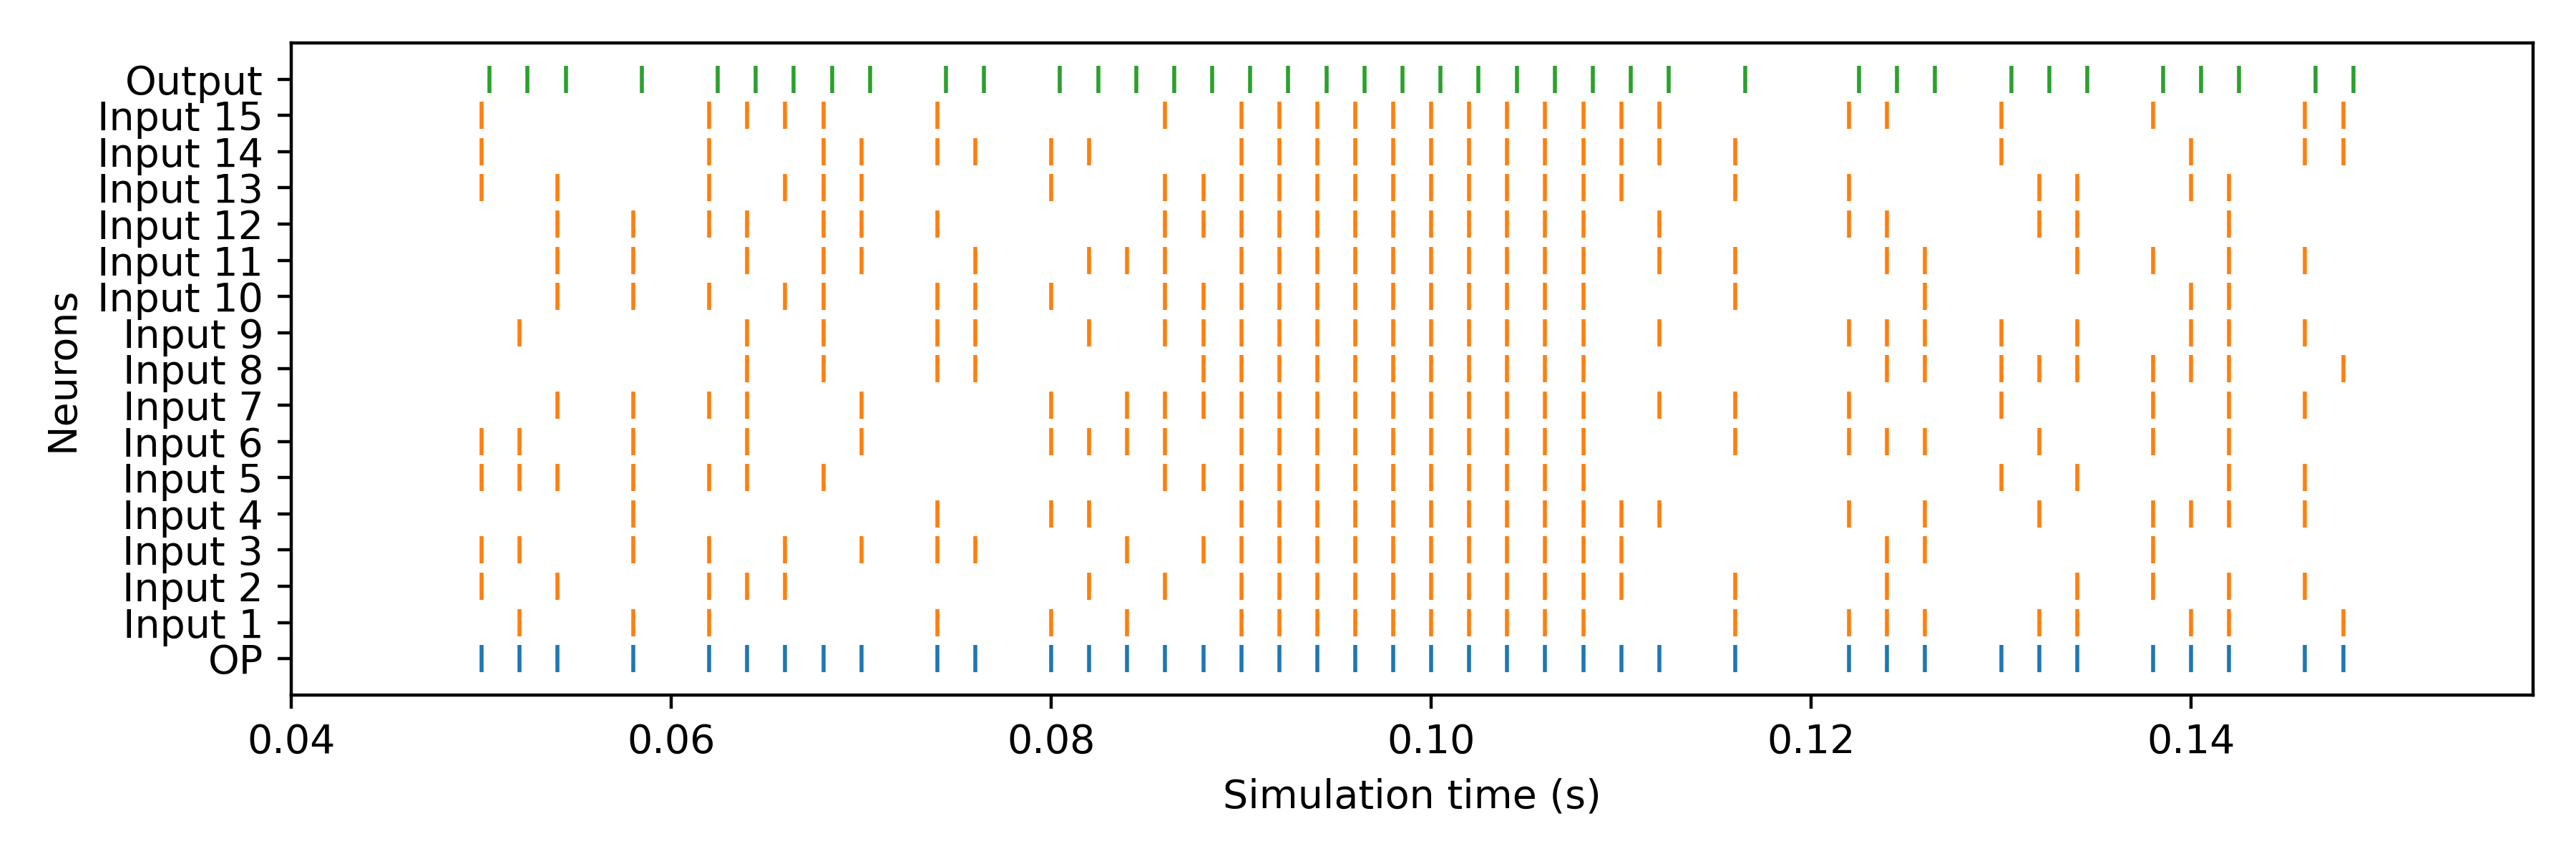 Output
Input 15
Input 14
Input 13
Input 12
Input 11
Input 10
Input 9
Input 8
Input 7
Input 6
Input 5
Input 4
Input 3
Input 2
Input 1
OP
Neurons
0.04 0.06 0.08 0.10 0.12 0.14
Simulation time (s)